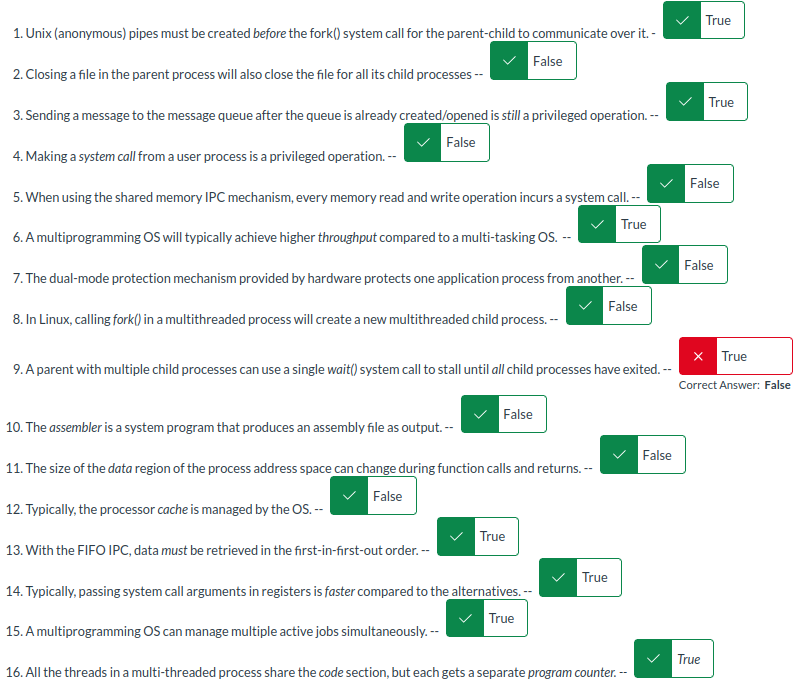 1. Unix (anonymous) pipes must be created before the fork() system call for the parent-child to communicate over it. - True
2. Closing a file in the parent process will also close the file for all its child processes -- False
3. Sending a message to the message queue after the queue is already created/opened is still a privileged operation. -- True
4. Making a system call from a user process is a privileged operation. -- False
5. When using the shared memory IPC mechanism, every memory read and write operation incurs a system call. -- False
6. A multiprogramming OS will typically achieve higher throughput compared to a multi-tasking OS. -- True
7. The dual-mode protection mechanism provided by hardware protects one application process from another. -- False
8. In Linux, calling fork() in a multithreaded process will create a new multithreaded child process. -- False
9. A parent with multiple child processes can use a single wait() system call to stall until all child processes have exited. -- True
Correct Answer: False
10. The assembler is a system program that produces an assembly file as output. -- False
11. The size of the data region of the process address space can change during function calls and returns. -- False
12. Typically, the processor cache is managed by the OS. -- False
13. With the FIFO IPC, data must be retrieved in the first-in-first-out order. -- True
14. Typically, passing system call arguments in registers is faster compared to the alternatives. -- True
15. A multiprogramming OS can manage multiple active jobs simultaneously. -- True
16. All the threads in a multi-threaded process share the code section, but each gets a separate program counter. -- True